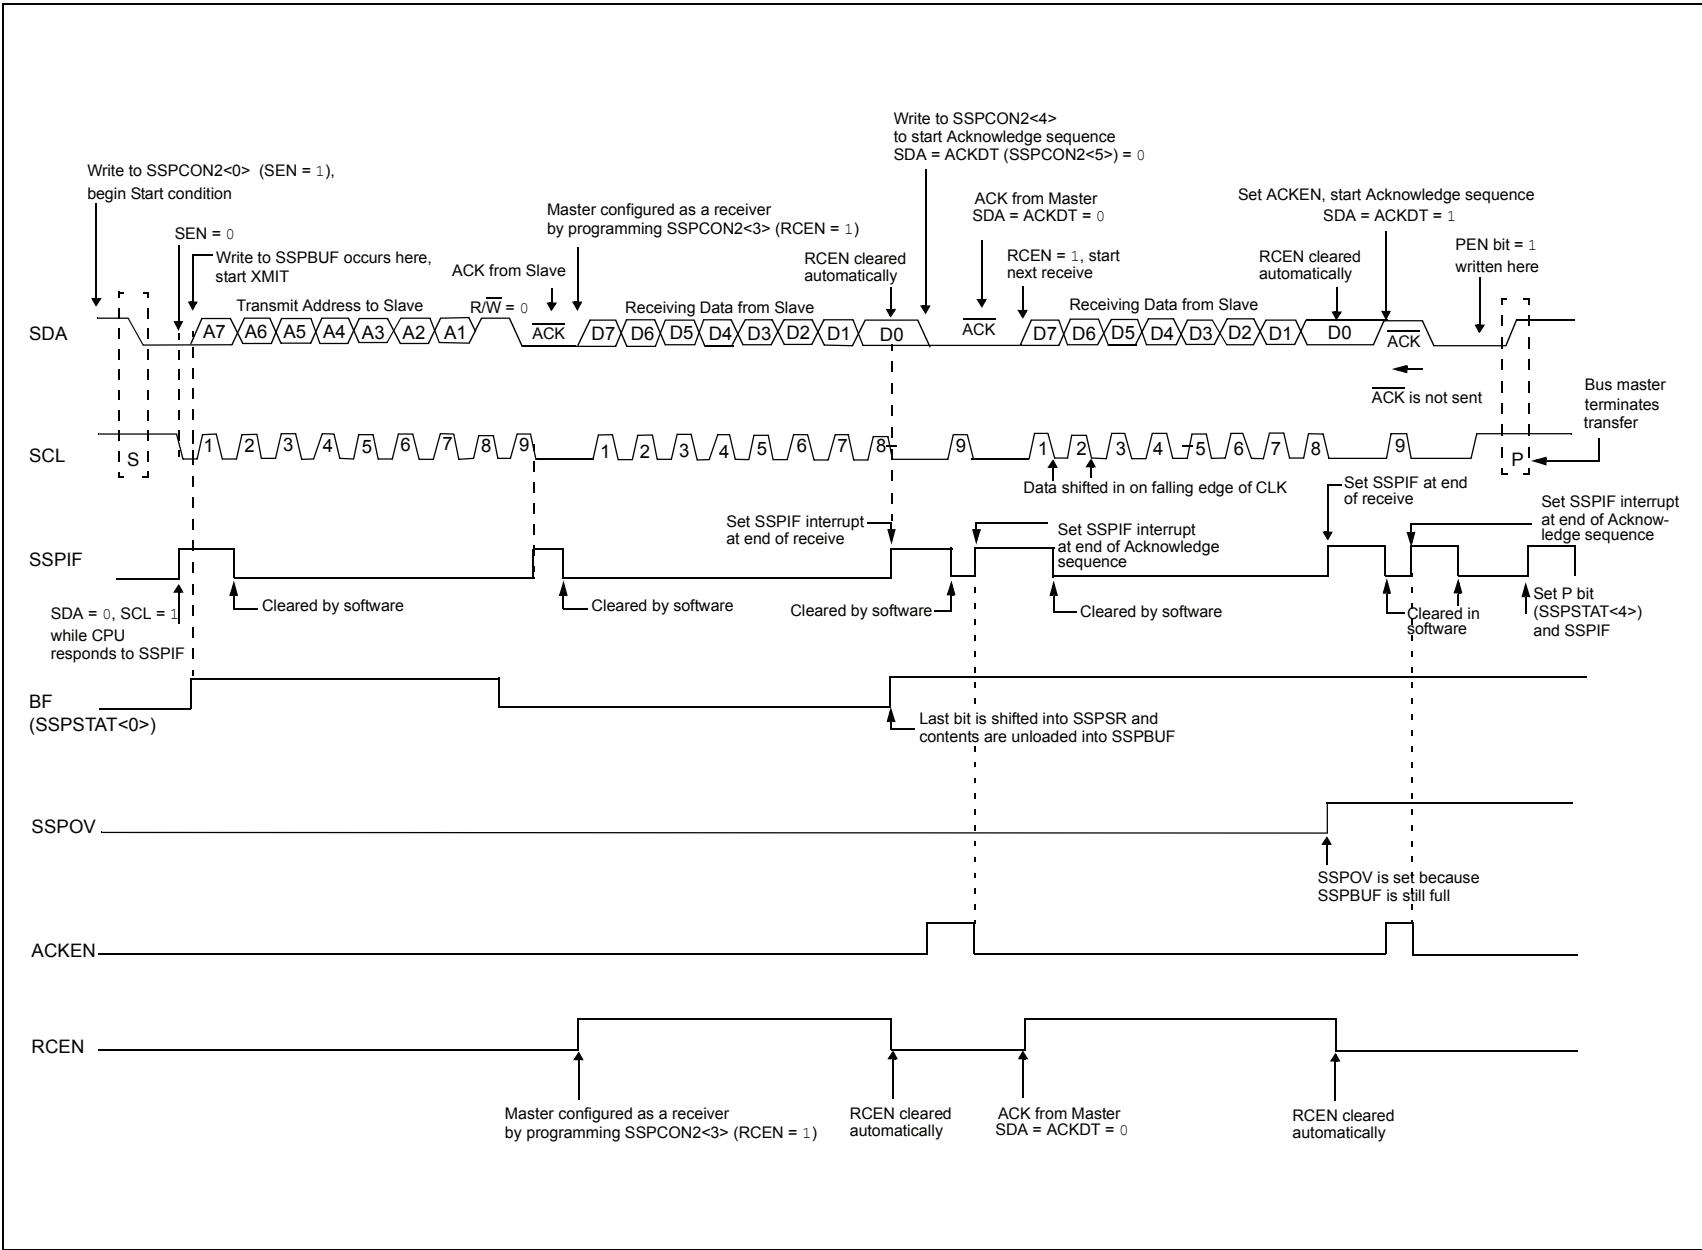 Write to SSPCON2<4>
to start Acknowledge sequence
SDA = ACKDT (SSPCON2<5>) = 0
Write to SSPCON2<0> (SEN = 1),
begin Start condition
ACK from Master
SDA = ACKDT = 0
Set ACKEN, start Acknowledge sequence
SDA = ACKDT = 1
Master configured as a receiver
by programming SSPCON2<3> (RCEN = 1)
SEN = 0
PEN bit = 1
written here
Write to SSPBUF occurs here,
start XMIT
RCEN cleared
automatically
RCEN = 1, start
next receive
RCEN cleared
automatically
ACK from Slave
Transmit Address to Slave
R/W = 0
Receiving Data from Slave
Receiving Data from Slave
SDA
A7 A6 A5 A4 A3 A2 A1 ACK D7 D6 D5 D4 D3 D2 D1 D0 ACK D7 D6 D5 D4 D3 D2 D1 D0 ACK
ACK is not sent
Bus master
terminates
transfer
SCL
S 1 2 3 4 5 6 7 8 9 1 2 3 4 5 6 7 8 9 1 2 3 4 5 6 7 8 9 P
Data shifted in on falling edge of CLK
Set SSPIF at end
of receive
Set SSPIF interrupt
at end of receive
Set SSPIF interrupt
at end of Acknowledge
sequence
Set SSPIF interrupt
at end of Acknow-
ledge sequence
SSPIF
SDA = 0, SCL = 1
while CPU
responds to SSPIF
Cleared by software
Cleared by software
Cleared by software
Cleared by software
Cleared in
software
Set P bit
(SSPSTAT<4>)
and SSPIF
BF
(SSPSTAT<0>)
Last bit is shifted into SSPSR and
contents are unloaded into SSPBUF
SSPOV
SSPOV is set because
SSPBUF is still full
ACKEN
RCEN
Master configured as a receiver
by programming SSPCON2<3> (RCEN = 1)
RCEN cleared
automatically
ACK from Master
SDA = ACKDT = 0
RCEN cleared
automatically